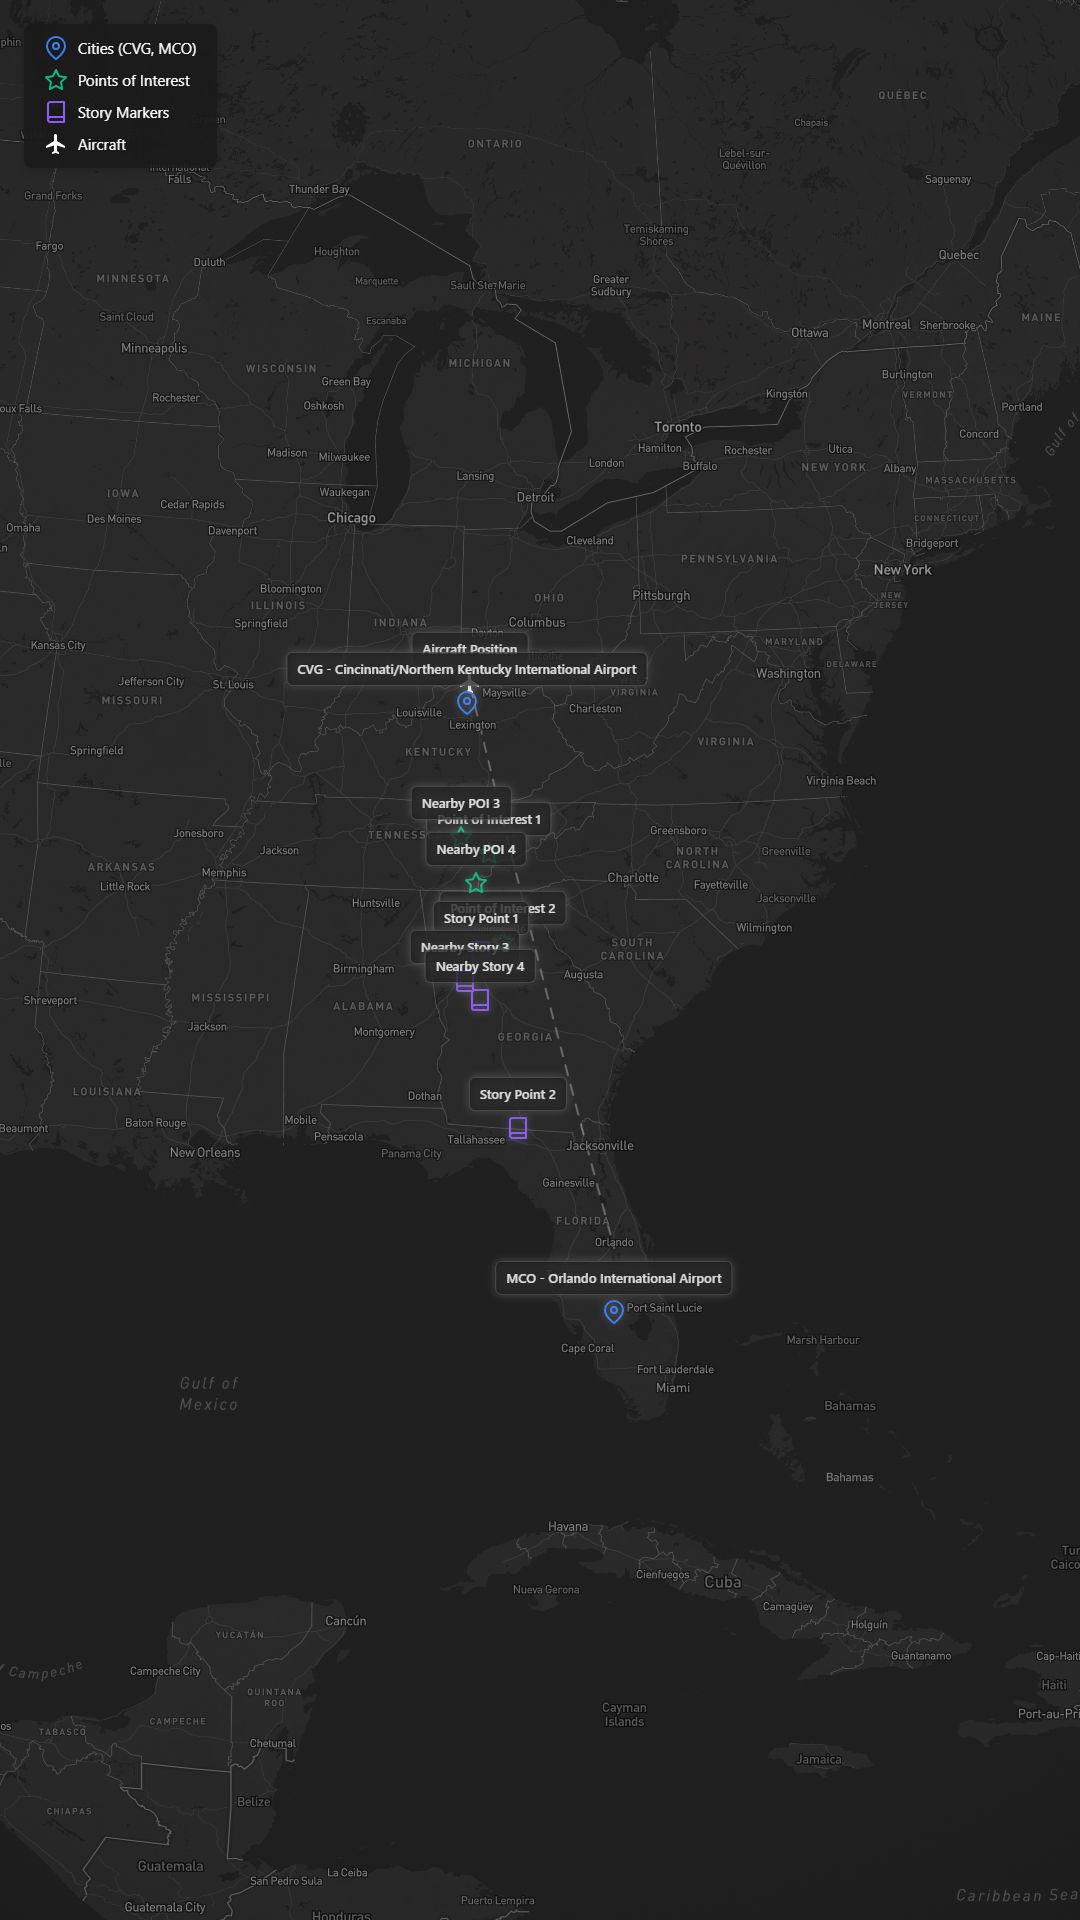 Cities (CVG, MCO)
Points of Interest
Story Markers
Aircraft
QUÉBEC
Chapais
ONTARIO
Lebel-sur-
Quévillon
International
Falls
Saguenay
Thunder Bay
Grand Forks
Temiskaming
Shores
Fargo
Houghton
Quebec
Duluth
MINNESOTA
Marquette
Sault Ste. Marie
Greater
Sudbury
Saint Cloud
Escanaba
MAINE
Ottawa
Montreal
Sherbrooke
Minneapolis
WISCONSIN
MICHIGAN
Green Bay
Burlington
Rochester
Oshkosh
Kingston
VERMONT
oux Falls
Portland
Gulf of
Toronto
Concord
Madison
Milwaukee
Hamilton
Rochester
Utica
London
Buffalo
NEW YORK
Albany
Lansing
MASSACHUSETTS
IOWA
Waukegan
Detroit
Cedar Rapids
Des Moines
Chicago
CONNECTICUT
Omaha
Davenport
Cleveland
Bridgeport
PENNSYLVANIA
New York
Bloomington
ILLINOIS
OHIO
Pittsburgh
NEW
JERSEY
Springfield
INDIANA
Columbus
Dayton
Kansas City
MARYLAND
Aircraft Position
CVG - Cincinnati/Northern Kentucky International Airport
DELAWARE
Washington
Jefferson City
St. Louis
MISSOURI
Maysville
VIRGINIA
Louisville
Charleston
Lexington
Springfield
KENTUCKY
VIRGINIA
Virginia Beach
Nearby POI 3
Point of Interest 1
Jonesboro
TENNESS
Greensboro
Nearby POI 4
Jackson
NORTH
CAROLINA
Greenville
ARKANSAS
Memphis
Little Rock
Charlotte
Fayetteville
Huntsville
Jacksonville
Point of Interest 2
Story Point 1
Wilmington
Nearby Story 3
SOUTH
CAROLINA
Nearby Story 4
Birmingham
Augusta
Shreveport
MISSISSIPPI
ALABAMA
Jackson
Montgomery
GEORGIA
LOUISIANA
Dothan
Story Point 2
Mobile
Baton Rouge
Beaumont
Pensacola
Tallahassee
Jacksonville
New Orleans
Panama City
Gainesville
FLORIDA
Orlando
MCO - Orlando International Airport
Port Saint Lucie
Cape Coral
Marsh Harbour
Fort Lauderdale
Gulf of
Mexico
Miami
Bahamas
Bahamas
Havana
Cienfuegos
Cuba
Nueva Gerona
Camagüey
Cancún
Holguín
YUCATÁN
Guantanamo
Campeche
Campeche City
QUINTANA
ROO
Cayman
Islands
CAMPECHE
TABASCO
Chetumal
Haiti
Jamaica
Belize
CHIAPAS
Guatemala
La Ceiba
San Pedro Sula
Puerto Lempira
Caribbean Sea
Guatemala City
Honduras